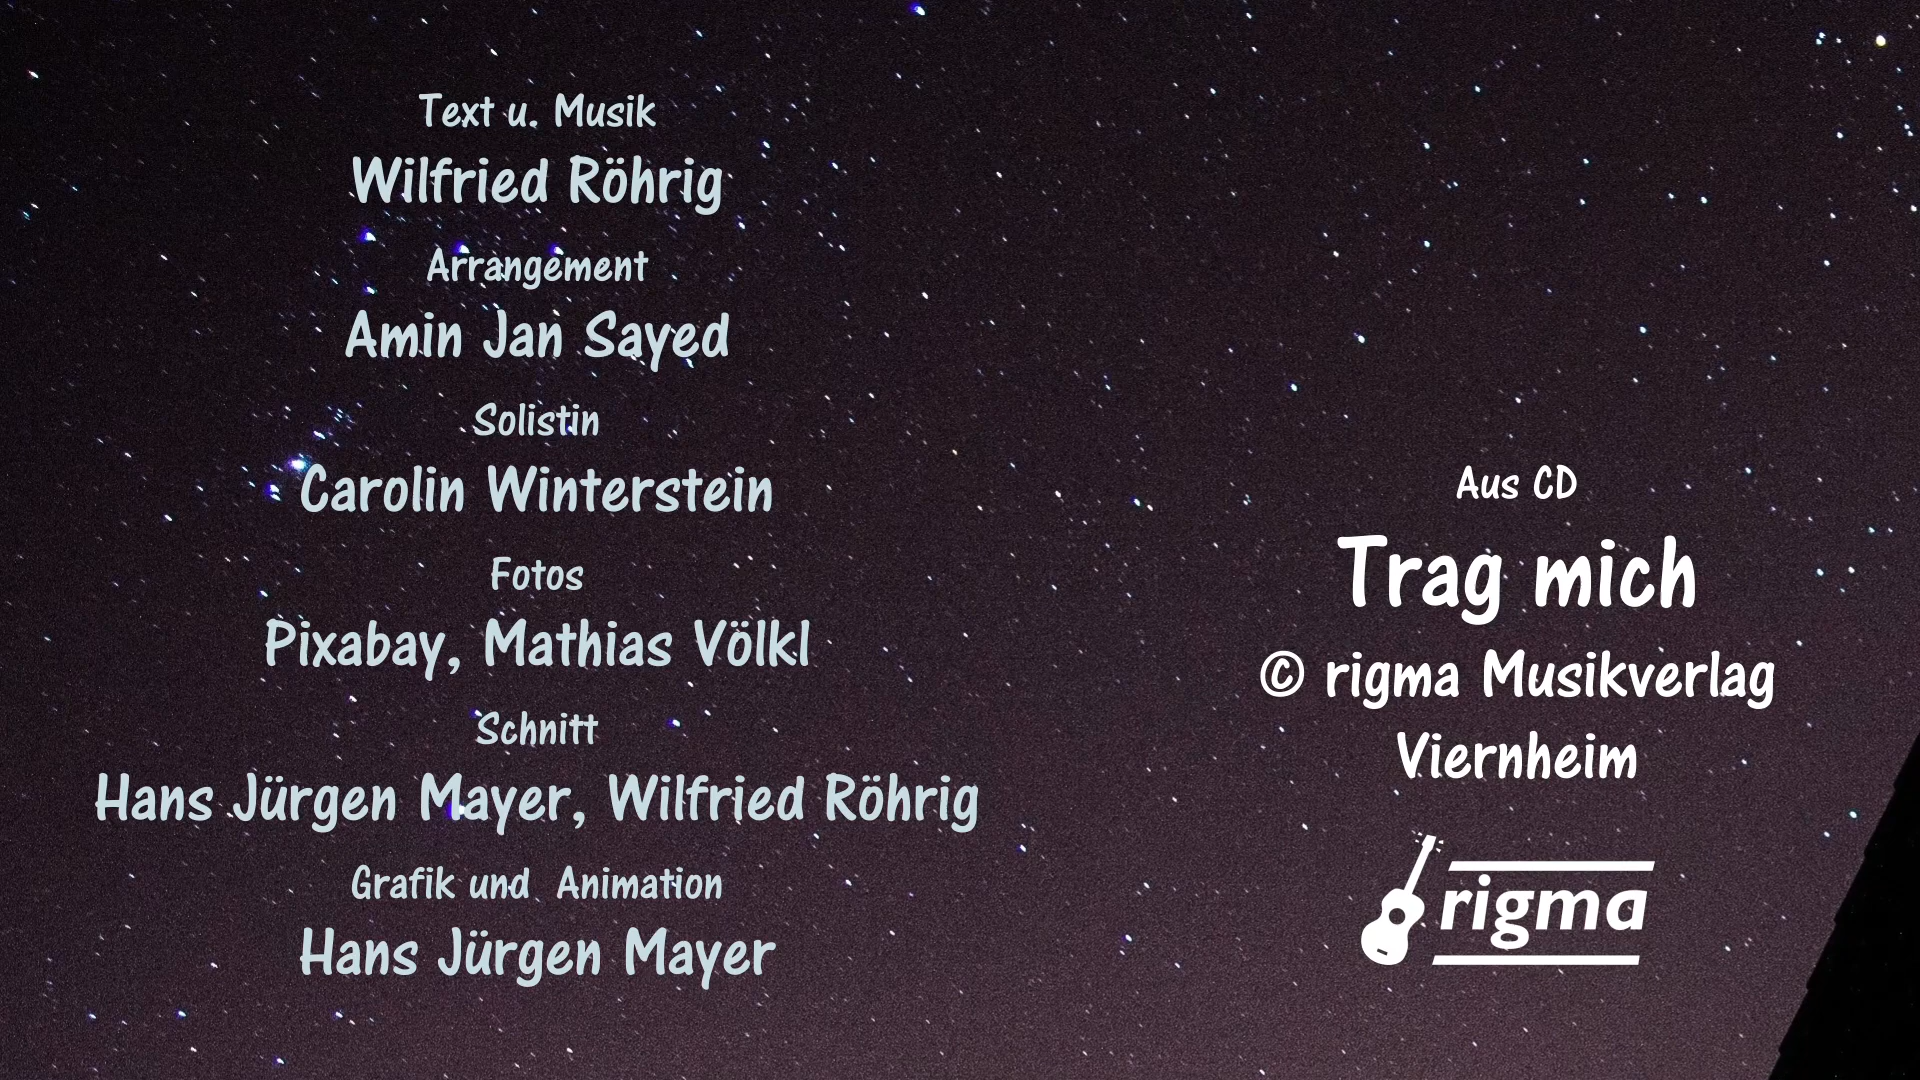 Text u. Musik
Wilfried Röhrig
Arrangement
Amin Jan Sayed
Solistin
Carolin Winterstein
Fotos
Pixabay, Mathias Völkl
Schnitt
Hans Jürgen Mayer, Wilfried Röhrig
Grafik und Animation
Hans Jürgen Mayer
Aus CD
Trag mich
© rigma Musikverlag
Viernheim
rigma